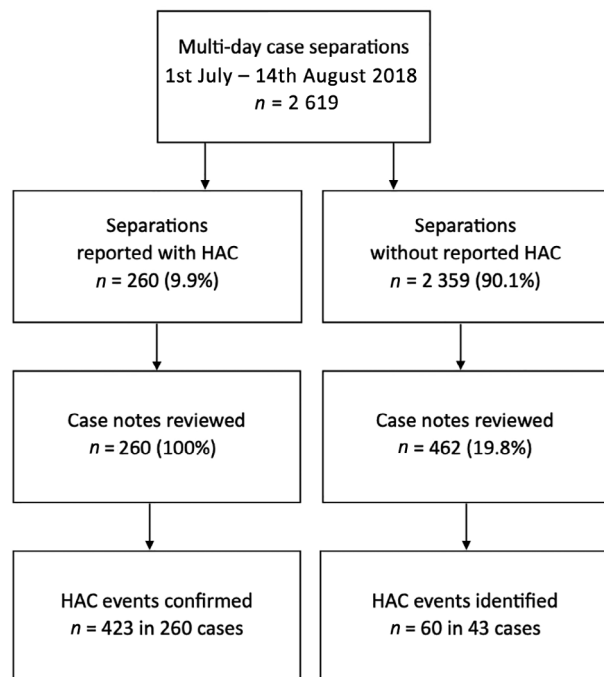 Multi-day case separations
1st July – 14th August 2018
n = 2 619
Separations
reported with HAC
n = 260 (9.9%)
Separations
without reported HAC
n = 2 359 (90.1%)
Case notes reviewed
n = 260 (100%)
Case notes reviewed
n = 462 (19.8%)
HAC events confirmed
n = 423 in 260 cases
HAC events identified
n = 60 in 43 cases